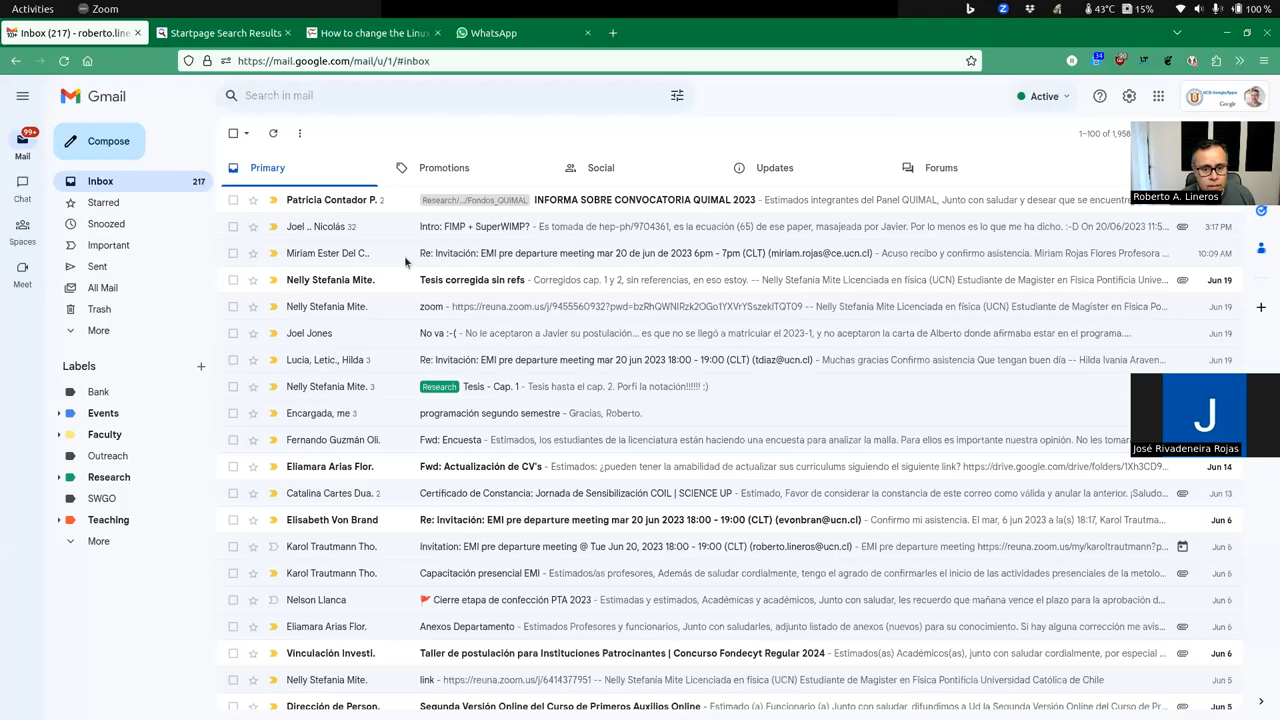 Activities Zoom 43°C 15% 100 %
Inbox (217) - roberto.line Startpage Search Results How to change the Linux WhatsApp
https://mail.google.com/mail/u/1/#inbox
Gmail Search in mail Active
Google
99+
Mail
Chat
Spaces
Meet
Compose
Inbox 217
Starred
Snoozed
Important
Sent
All Mail
Trash
More
Labels
Bank
Events
Faculty
Outreach
Research
SWGO
Teaching
More
1–100 of 1,956
Primary Promotions Social Updates Forums
Patricia Contador P. 2 Research/.../Fondos_QUIMAL INFORMA SOBRE CONVOCATORIA QUIMAL 2023 - Estimados integrantes del Panel QUIMAL, Junto con saludar y desear que se encuentre
Joel .. Nicolás 32 Intro: FIMP + SuperWIMP? - Es tomada de hep-ph/9704361, es la ecuación (65) de ese paper, masajeada por Javier. Por lo menos es lo que me ha dicho. :-D On 20/06/2023 11:5... 3:17 PM
Miriam Ester Del C.. Re: Invitación: EMI pre departure meeting mar 20 de jun de 2023 6pm - 7pm (CLT) (miriam.rojas@ce.ucn.cl) - Acuso recibo y confirmo asistencia. Miriam Rojas Flores Profesora ... 10:09 AM
Nelly Stefania Mite. Tesis corregida sin refs - Corregidos cap. 1 y 2, sin referencias, en eso estoy. -- Nelly Stefania Mite Licenciada en física (UCN) Estudiante de Magíster en Física Pontificia Unive... Jun 19
Nelly Stefania Mite. zoom - Nelly Stefania Mite Licenciada en física (UCN) Estudiante de Magíster en Física Po... Jun 19
Joel Jones No va :-( - No le aceptaron a Javier su postulación... es que no se llegó a matricular el 2023-1, y no aceptaron la carta de Alberto donde afirmaba estar en el programa.... Jun 19
Lucía, Letic., Hilda 3 Re: Invitación: EMI pre departure meeting mar 20 jun 2023 18:00 - 19:00 (CLT) (tdiaz@ucn.cl) - Muchas gracias Confirmo asistencia Que tengan buen día -- Hilda Ivania Araven... Jun 19
Nelly Stefania Mite. 3 Research Tesis - Cap. 1 - Tesis hasta el cap. 2. Porfi la notación!!!!!! :)
Encargada, me 3 programación segundo semestre - Gracias, Roberto.
Fernando Guzmán Oli. Fwd: Encuesta - Estimados, los estudiantes de la licenciatura están haciendo una encuesta para analizar la malla. Para ellos es importante nuestra opinión. No les tomar
Eliamara Arias Flor. Fwd: Actualización de CV's - Estimados: ¿pueden tener la amabilidad de actualizar sus curriculums siguiendo el siguiente link? https://drive.google.com/drive/folders/1Xh3CD9... Jun 14
Catalina Cartes Dua. 2 Certificado de Constancia: Jornada de Sensibilización COIL | SCIENCE UP - Estimado, Favor de considerar la constancia de este correo como válida y anular la anterior. ¡Saludo... Jun 13
Elisabeth Von Brand Re: Invitación: EMI pre departure meeting mar 20 jun 2023 18:00 - 19:00 (CLT) (evonbran@ucn.cl) - Confirmo mi asistencia. El mar, 6 jun 2023 a la(s) 18:17, Karol Trautma... Jun 6
Karol Trautmann Tho. Invitation: EMI pre departure meeting @ Tue Jun 20, 2023 18:00 - 19:00 (CLT) (roberto.lineros@ucn.cl) - EMI pre departure meeting https://reuna.zoom.us/my/karoltrautmann?p... Jun 6
Karol Trautmann Tho. Capacitación presencial EMI - Estimados/as profesores, Además de saludar cordialmente, tengo el agrado de confirmarles el inicio de las actividades presenciales de la metolo... Jun 6
Nelson Llanca Cierre etapa de confección PTA 2023 - Estimadas y estimados, Académicas y académicos, Junto con saludar, les recuerdo que mañana vence el plazo para la aprobación d... Jun 6
Eliamara Arias Flor. Anexos Departamento - Estimados Profesores y funcionarios, Junto con saludarles, adjunto listado de anexos (nuevos) para su conocimiento. Si hay alguna corrección me avis... Jun 6
Vinculación Investi. Taller de postulación para Instituciones Patrocinantes | Concurso Fondecyt Regular 2024 - Estimados(as) Académicos(as), junto con saludar cordialmente, por especial ... Jun 6
Nelly Stefania Mite. link - https://reuna.zoom.us/j/6414377951 -- Nelly Stefanía Mite Licenciada en física (UCN) Estudiante de Magister en Física Pontificia Universidad Católica de Chile Jun 5
Dirección de Person. Segunda Versión Online del Curso de Primeros Auxilios Online - Estimado (a) Funcionario (a) Junto con saludar, difundimos a Ud la Segunda Versión del Curso de Prime... Jun 5
Roberto A. Lineros
J
José Rivadeneira Rojas